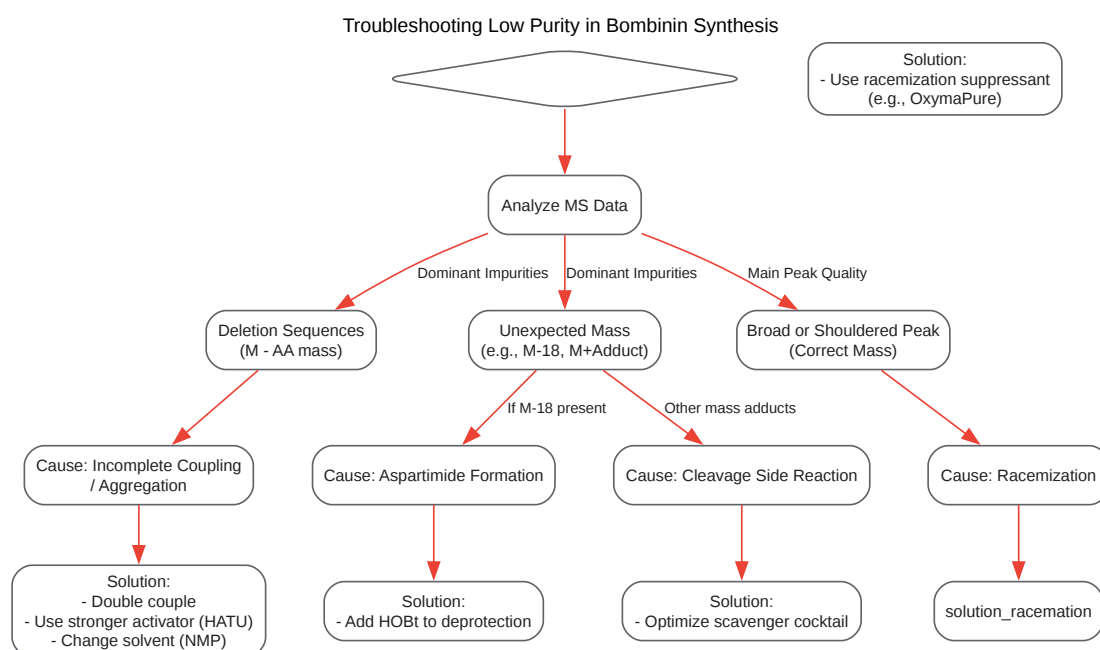 Troubleshooting Low Purity in Bombinin Synthesis
Solution:
- Use racemization suppressant
(e.g., OxymaPure)
Analyze MS Data
Dominant Impurities
Dominant Impurities
Main Peak Quality
Deletion Sequences
(M - AA mass)
Unexpected Mass
(e.g., M-18, M+Adduct)
Broad or Shouldered Peak
(Correct Mass)
If M-18 present
Other mass adducts
Cause: Incomplete Coupling
/ Aggregation
Cause: Aspartimide Formation
Cause: Cleavage Side Reaction
Cause: Racemization
Solution:
- Double couple
- Use stronger activator (HATU)
- Change solvent (NMP)
Solution:
- Add HOBt to deprotection
Solution:
- Optimize scavenger cocktail
solution_racemation